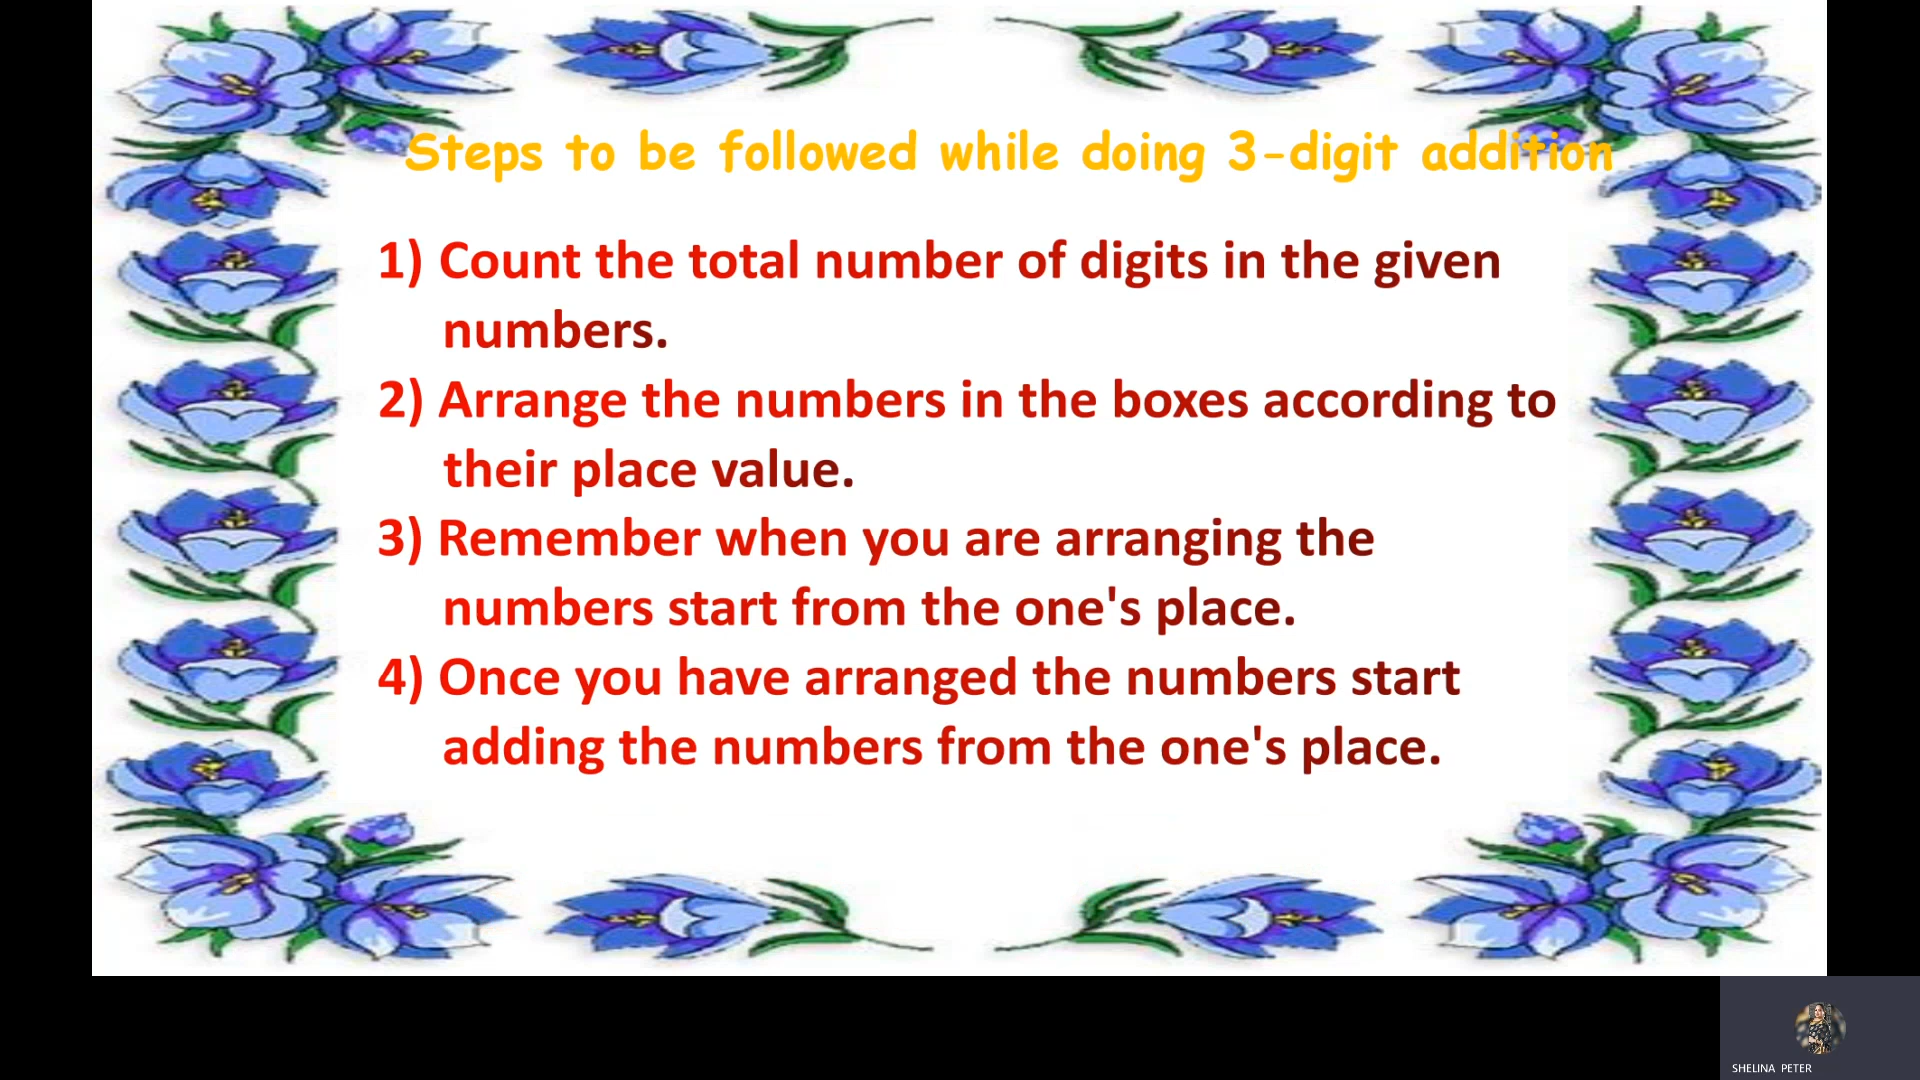 Steps to be followed while doing 3-digit addition
1) Count the total number of digits in the given
numbers.
2) Arrange the numbers in the boxes according to
their place value.
3) Remember when you are arranging the
numbers start from the one's place.
4) Once you have arranged the numbers start
adding the numbers from the one's place.
SHELINA PETER